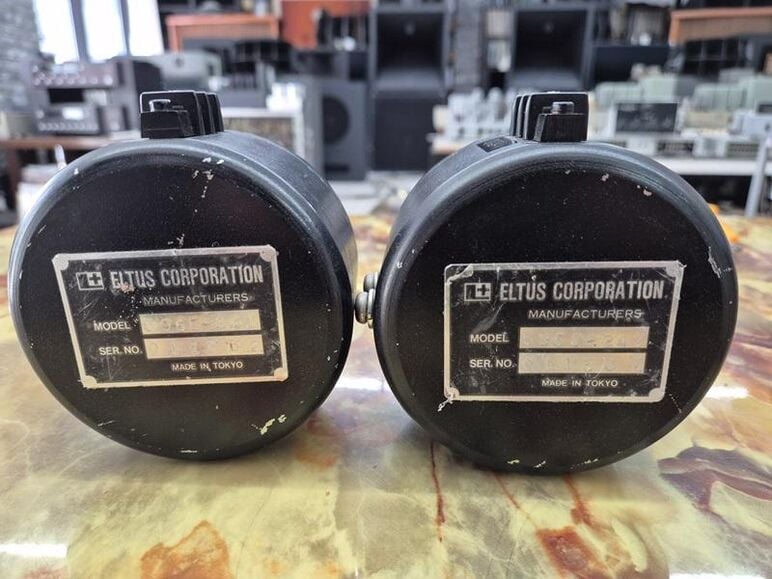 ELTUS CORPORATION
MANUFACTURERS
MODEL
SER. NO.
MADE IN TOKYO
ELTUS CORPORATION
MANUFACTURERS
MODEL
SER. NO.
MADE IN TOKYO